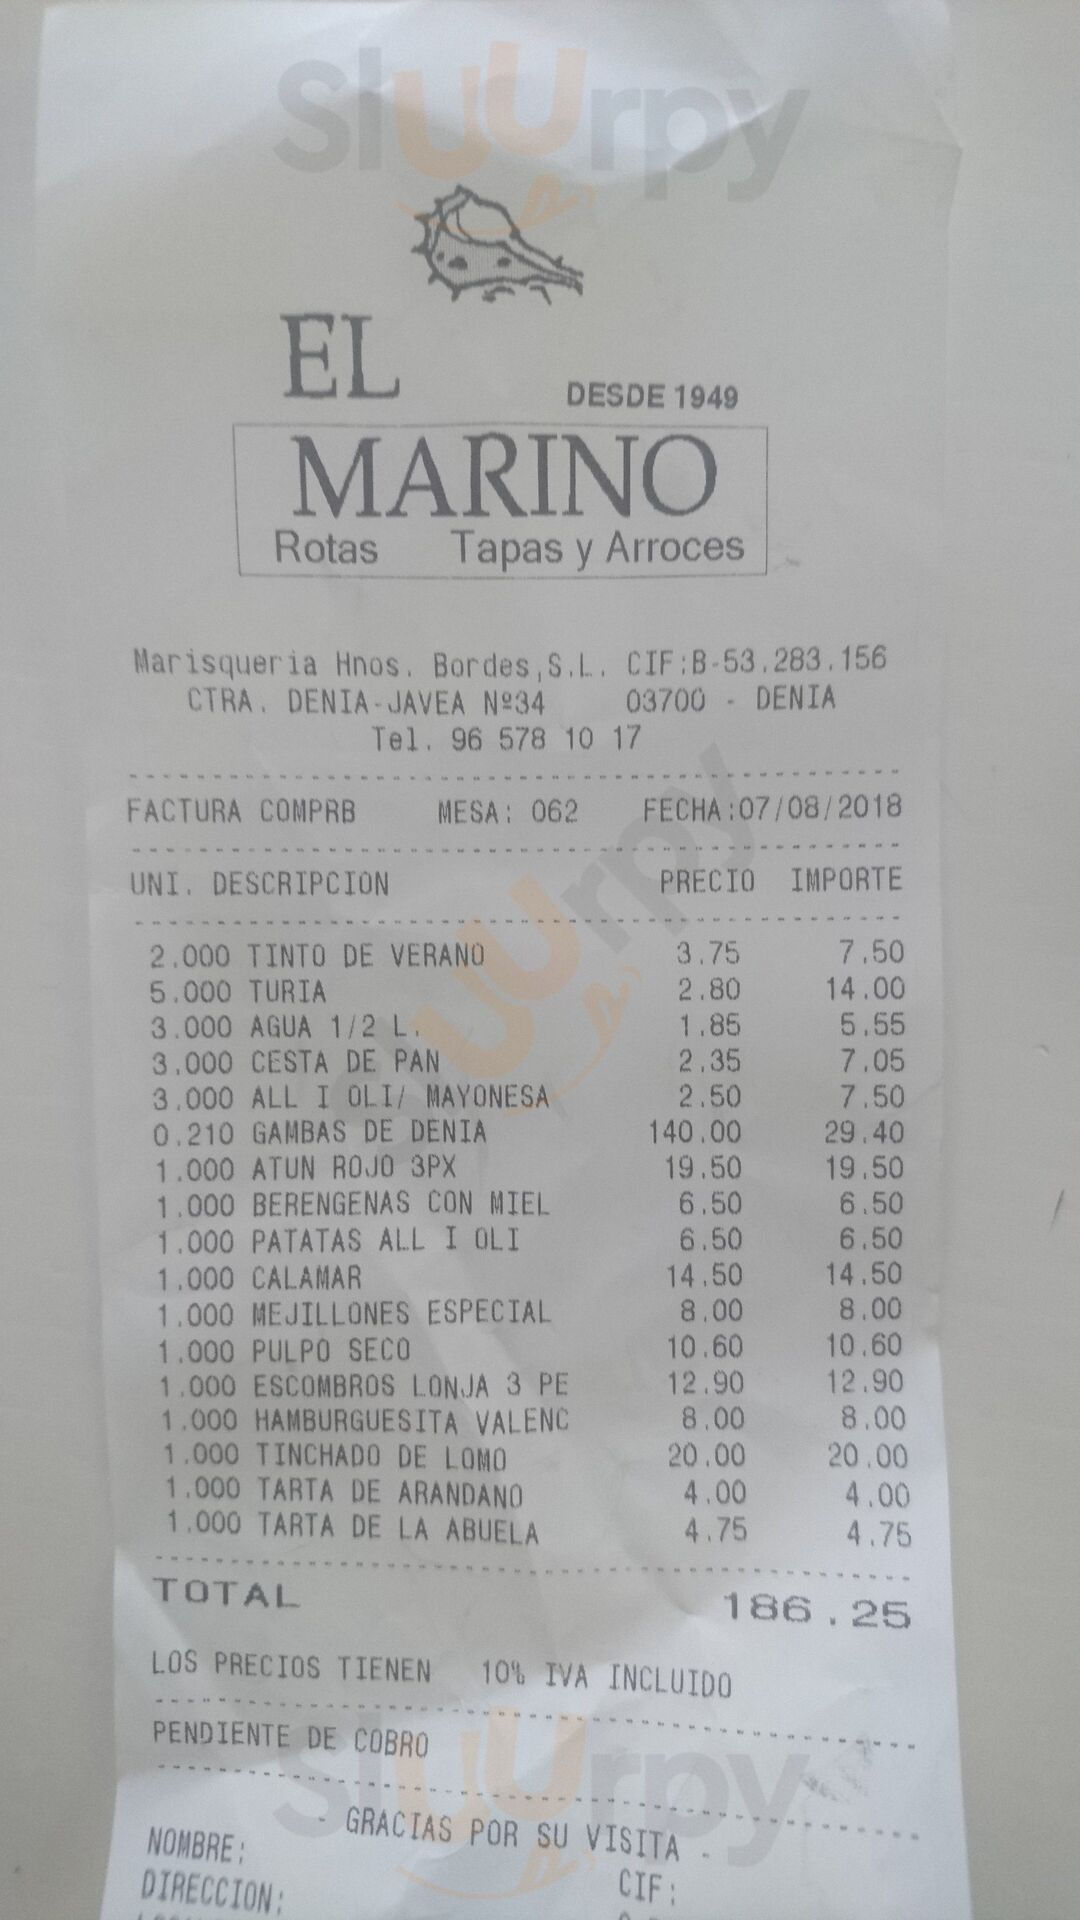 Sluurpy
EL
DESDE 1949
MARINO
Rotas Tapas y Arroces
Marisqueria Hnos. Bordes,S.L. CIF:B-53.283.156
CTRA. DENIA-JAVEA Nº34 03700 - DENIA
Tel. 96 578 10 17
FACTURA COMPRB MESA: 062 FECHA:07/08/2018
UNI. DESCRIPCION PRECIO IMPORTE
2.000 TINTO DE VERANO 3.75 7.50
5.000 TURIA 2.80 14.00
3.000 AGUA 1/2 L. 1.85 5.55
3.000 CESTA DE PAN 2.35 7.05
3.000 ALL I OLI/ MAYONESA 2.50 7.50
0.210 GAMBAS DE DENIA 140.00 29.40
1.000 ATUN ROJO 3PX 19.50 19.50
1.000 BERENGENAS CON MIEL 6.50 6.50
1.000 PATATAS ALL I OLI 6.50 6.50
1.000 CALAMAR 14.50 14.50
1.000 MEJILLONES ESPECIAL 8.00 8.00
1.000 PULPO SECO 10.60 10.60
1.000 ESCOMBROS LONJA 3 PE 12.90 12.90
1.000 HAMBURGUESITA VALENC 8.00 8.00
1.000 TINCHADO DE LOMO 20.00 20.00
1.000 TARTA DE ARANDANO 4.00 4.00
1.000 TARTA DE LA ABUELA 4.75 4.75
TOTAL 186.25
LOS PRECIOS TIENEN 10% IVA INCLUIDO
PENDIENTE DE COBRO
Sluurpy
- GRACIAS POR SU VISITA -
NOMBRE:
DIRECCION: CIF: